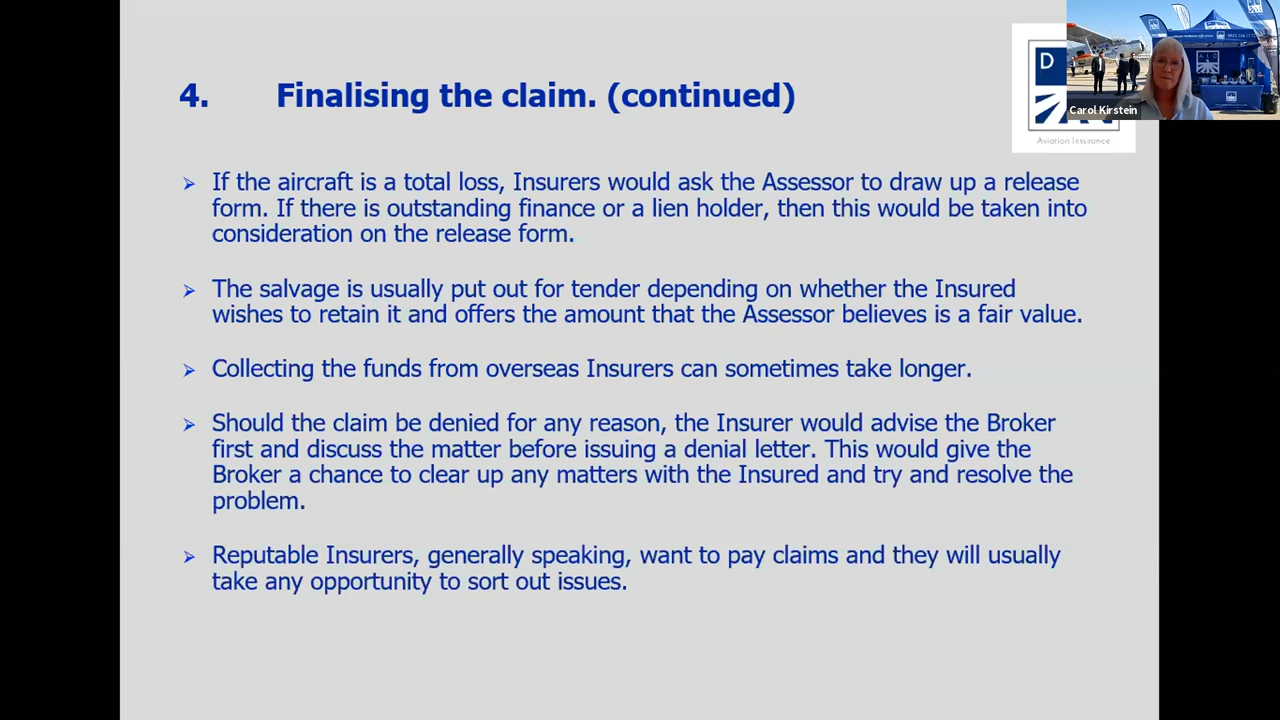 4. Finalising the claim. (continued)
D
Aviation Insurance
Carol Kirstein
➢ If the aircraft is a total loss, Insurers would ask the Assessor to draw up a release
form. If there is outstanding finance or a lien holder, then this would be taken into
consideration on the release form.
➢ The salvage is usually put out for tender depending on whether the Insured
wishes to retain it and offers the amount that the Assessor believes is a fair value.
➢ Collecting the funds from overseas Insurers can sometimes take longer.
➢ Should the claim be denied for any reason, the Insurer would advise the Broker
first and discuss the matter before issuing a denial letter. This would give the
Broker a chance to clear up any matters with the Insured and try and resolve the
problem.
➢ Reputable Insurers, generally speaking, want to pay claims and they will usually
take any opportunity to sort out issues.